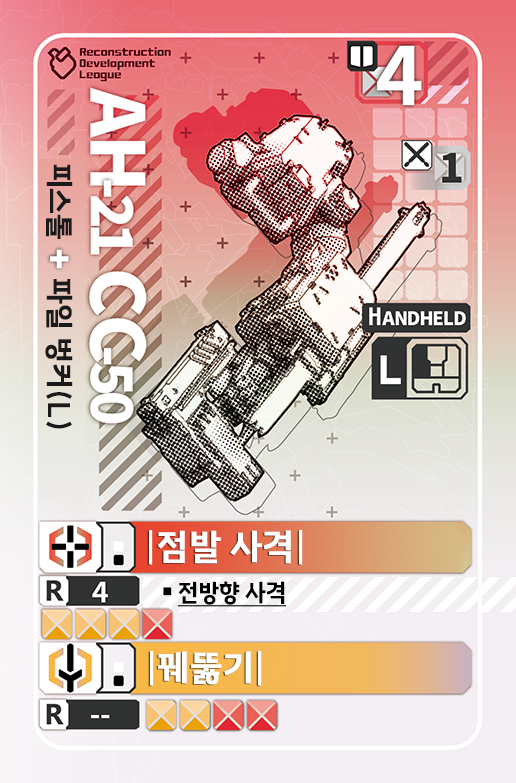 Reconstruction
Development
League
4
1
AH-21 CC-50
피스톨 + 파일 벙커(L)
HANDHELD
L
|점발 사격|
R 4
▪ 전방향 사격
|꿰뚫기|
R --